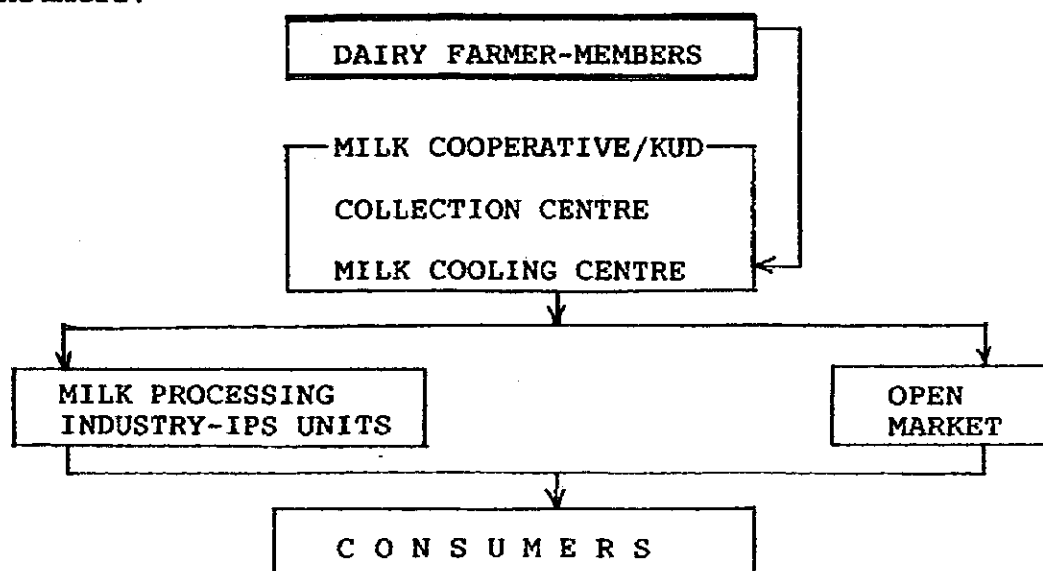 DAIRY FARMER-MEMBERS
MILK COOPERATIVE/KUD
COLLECTION CENTRE
MILK COOLING CENTRE
MILK PROCESSING
INDUSTRY-IPS UNITS
OPEN
MARKET
C O N S U M E R S